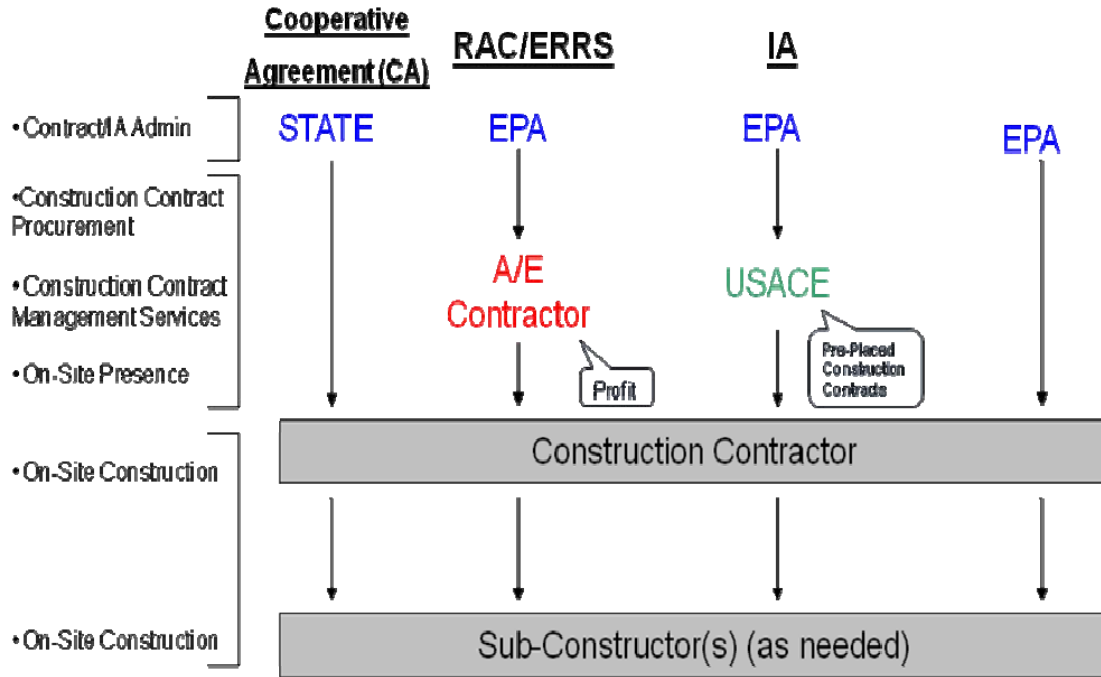 Cooperative
Agreement (CA)
RAC/ERRS
IA
•Contract/IA Admin
STATE
EPA
EPA
EPA
•Construction Contract
Procurement
A/E
Contractor
USACE
•Construction Contract
Management Services
Pre-Placed
Construction
Contracts
•On-Site Presence
Profit
Construction Contractor
•On-Site Construction
•On-Site Construction
Sub-Constructor(s) (as needed)